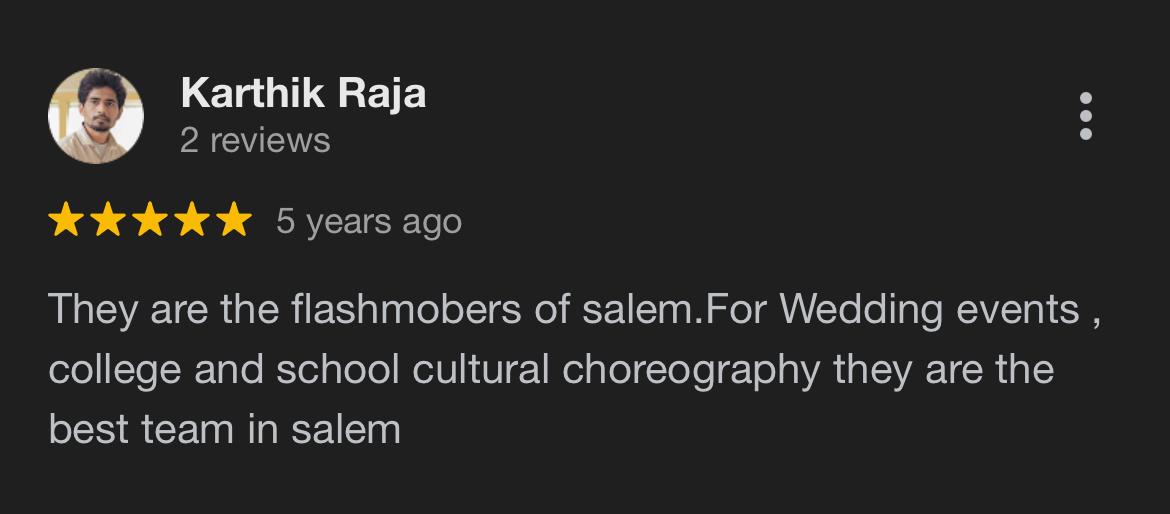 Karthik Raja
2 reviews
5 years ago
They are the flashmobers of salem.For Wedding events ,
college and school cultural choreography they are the
best team in salem